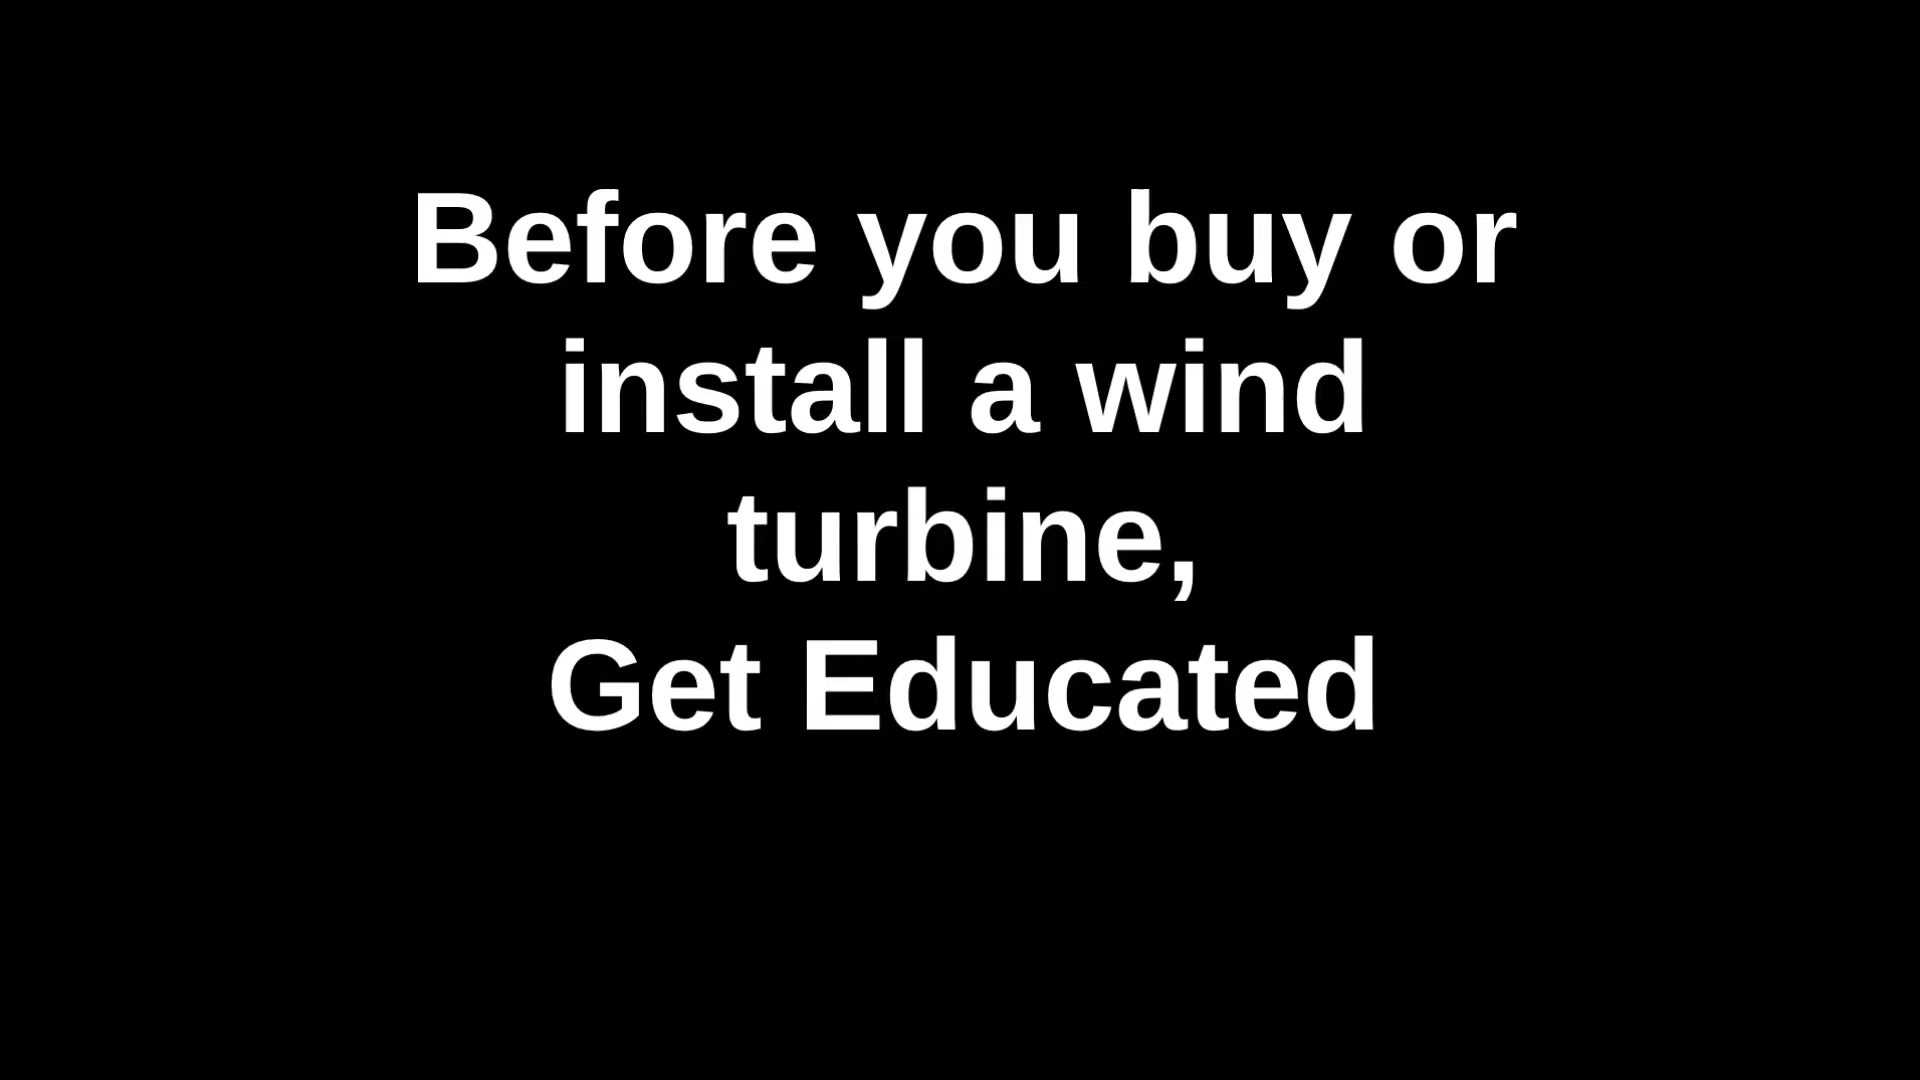 Before you buy or
install a wind
turbine,
Get Educated